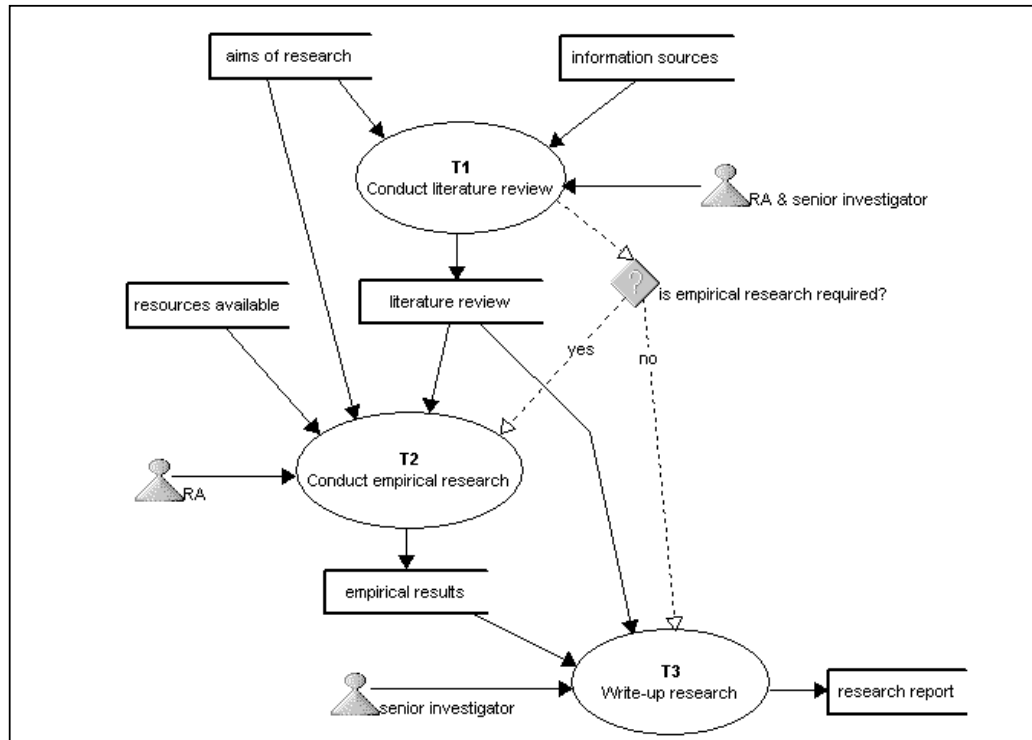 aims of research
information sources
T1
Conduct literature review
RA & senior investigator
?
is empirical research required?
resources available
literature review
yes
no
T2
Conduct empirical research
RA
empirical results
T3
Write-up research
senior investigator
research report